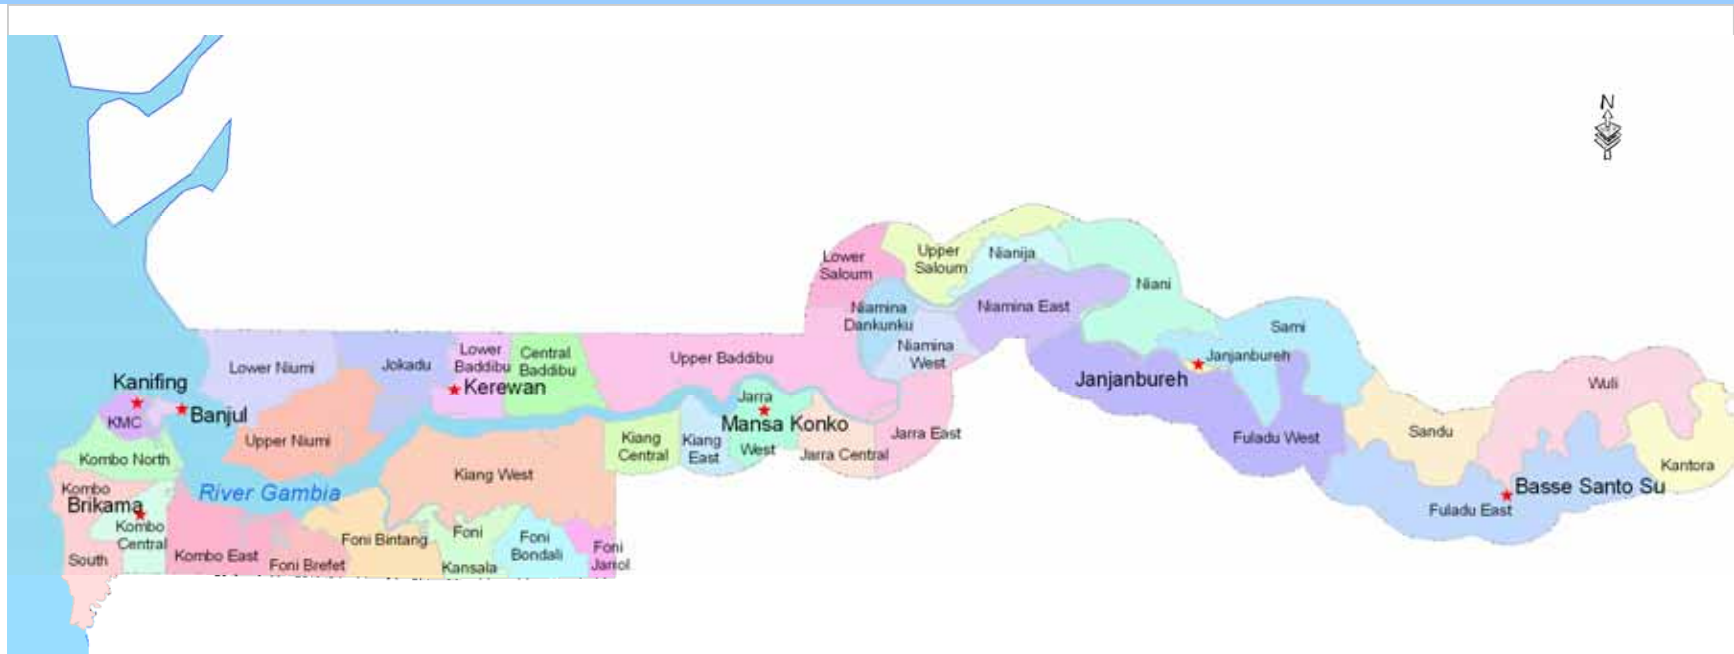 N
Lower
Saloum
Upper
Saloum
Nianija
Niani
Niamina
Dankunku
Niamina East
Niamina
West
Sami
Janjanbureh
Janjanbureh
Lower Niumi
Jokadu
Lower
Baddibu
Central
Baddibu
Upper Baddibu
Kerewan
Kanifing
KMC
Banjul
Upper Niumi
Jarra
Mansa Konko
West
Kiang
Central
Kiang
East
Jarra Central
Jarra East
Fuladu West
Sandu
Wuli
Kantora
Basse Santo Su
Fuladu East
Kombo North
Kombo
Brikama
Kombo
Central
South
River Gambia
Kiang West
Kombo East
Foni Brefet
Foni Bintang
Foni
Kansala
Foni
Bondali
Foni
Jarrol